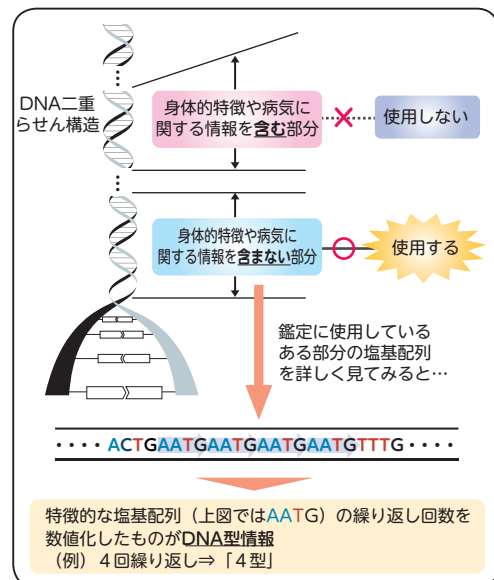 DNA二重
らせん構造
身体的特徴や病気に
関する情報を含む部分
使用しない
身体的特徴や病気に
関する情報を含まない部分
使用する
鑑定に使用している
ある部分の塩基配列
を詳しく見てみると…
····ACTGAATGAATGAATGAATGTTTG····
特徴的な塩基配列（上図ではAATG）の繰り返し回数を
数値化したものがDNA型情報
（例）４回繰り返し⇒「４型」